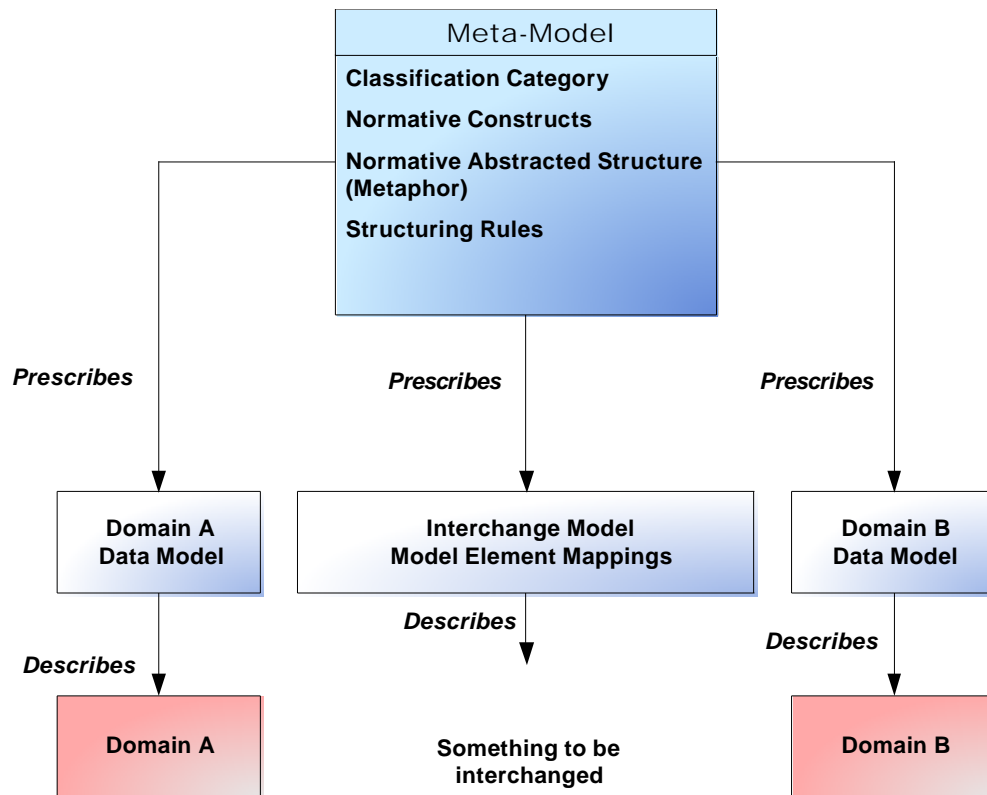 Meta-Model
Classification Category
Normative Constructs
Normative Abstracted Structure
(Metaphor)
Structuring Rules
Prescribes
Prescribes
Prescribes
Domain A
Data Model
Interchange Model
Model Element Mappings
Domain B
Data Model
Describes
Describes
Describes
Domain A
Something to be
interchanged
Domain B